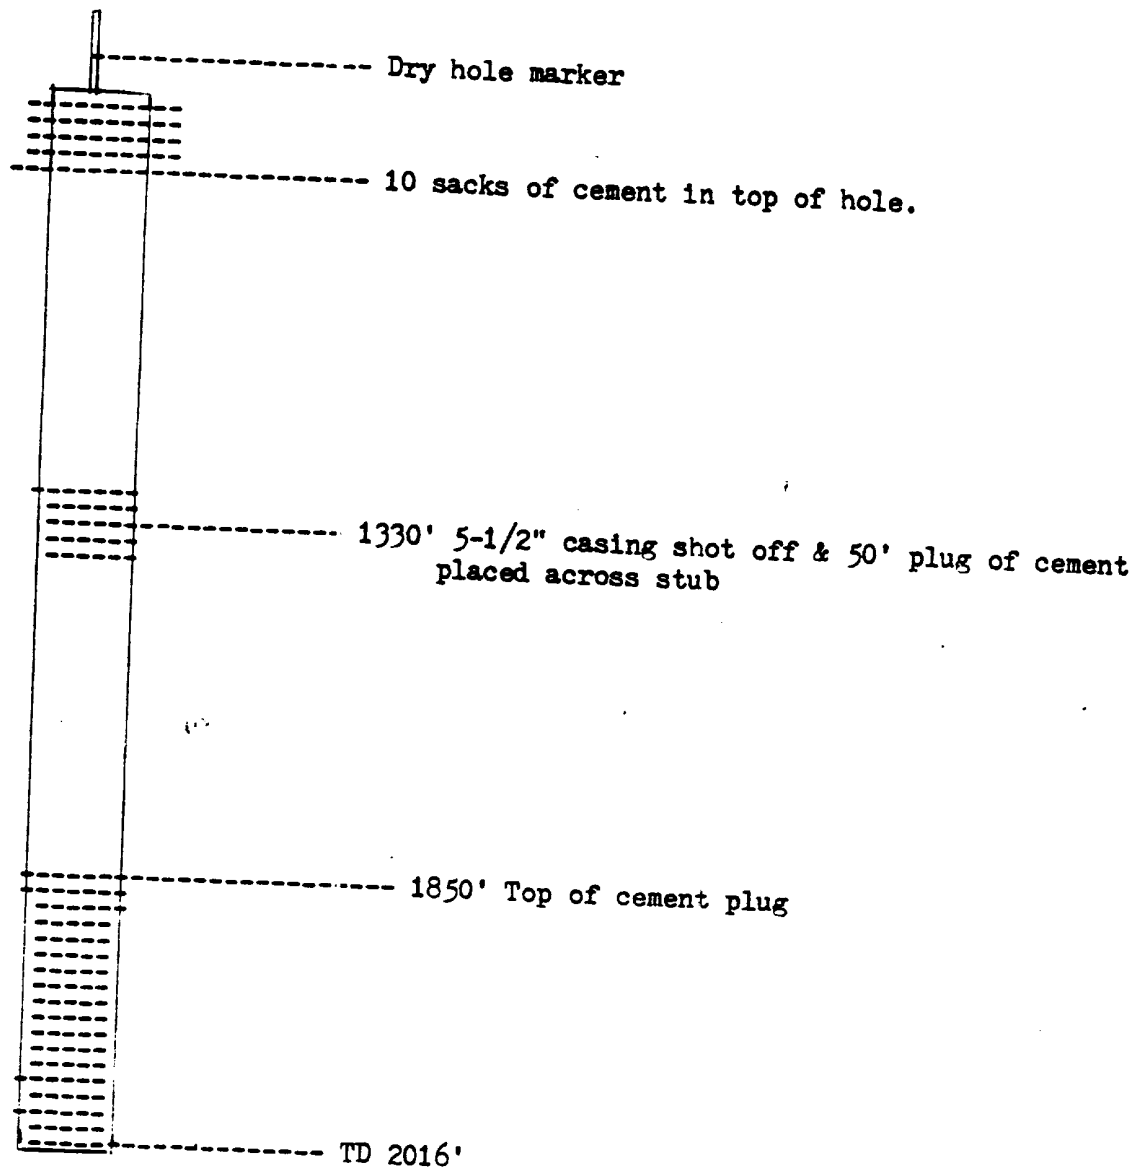 Dry hole marker
10 sacks of cement in top of hole.
1330' 5-1/2" casing shot off & 50' plug of cement
placed across stub
1850' Top of cement plug
TD 2016'